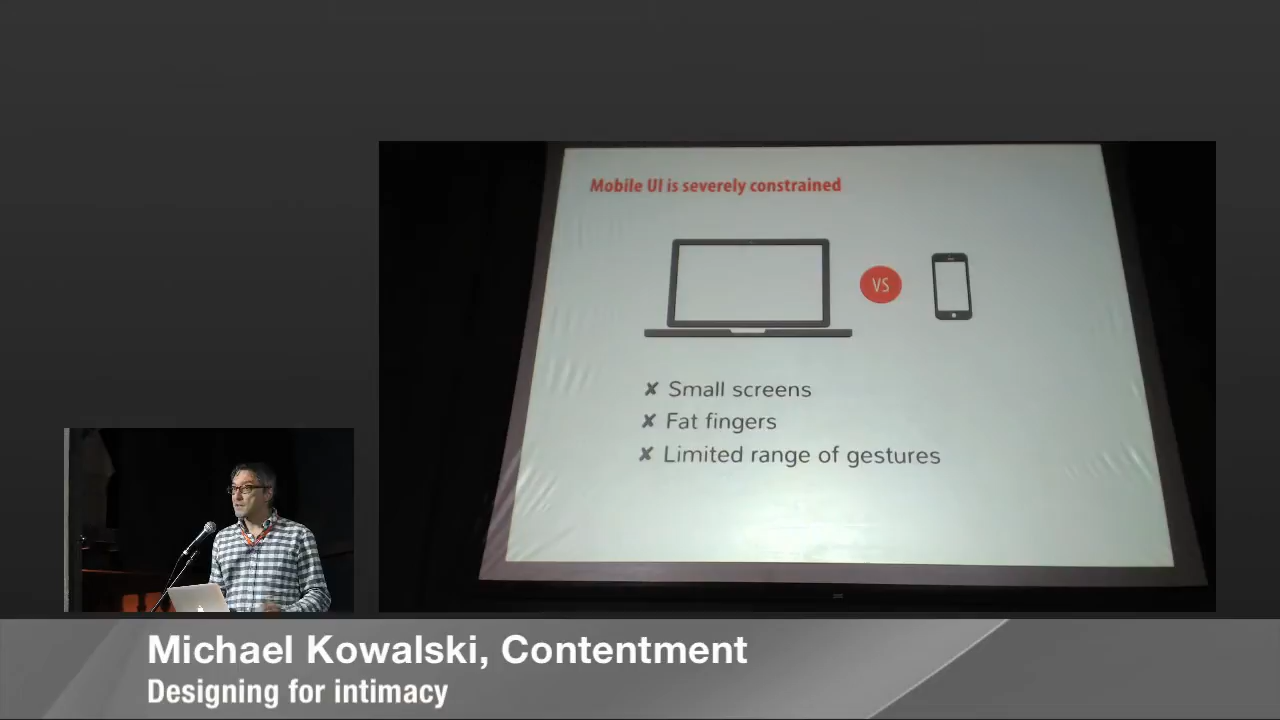 Mobile UI is severely constrained
VS
✘ Small screens
✘ Fat fingers
✘ Limited range of gestures
Michael Kowalski, Contentment
Designing for intimacy